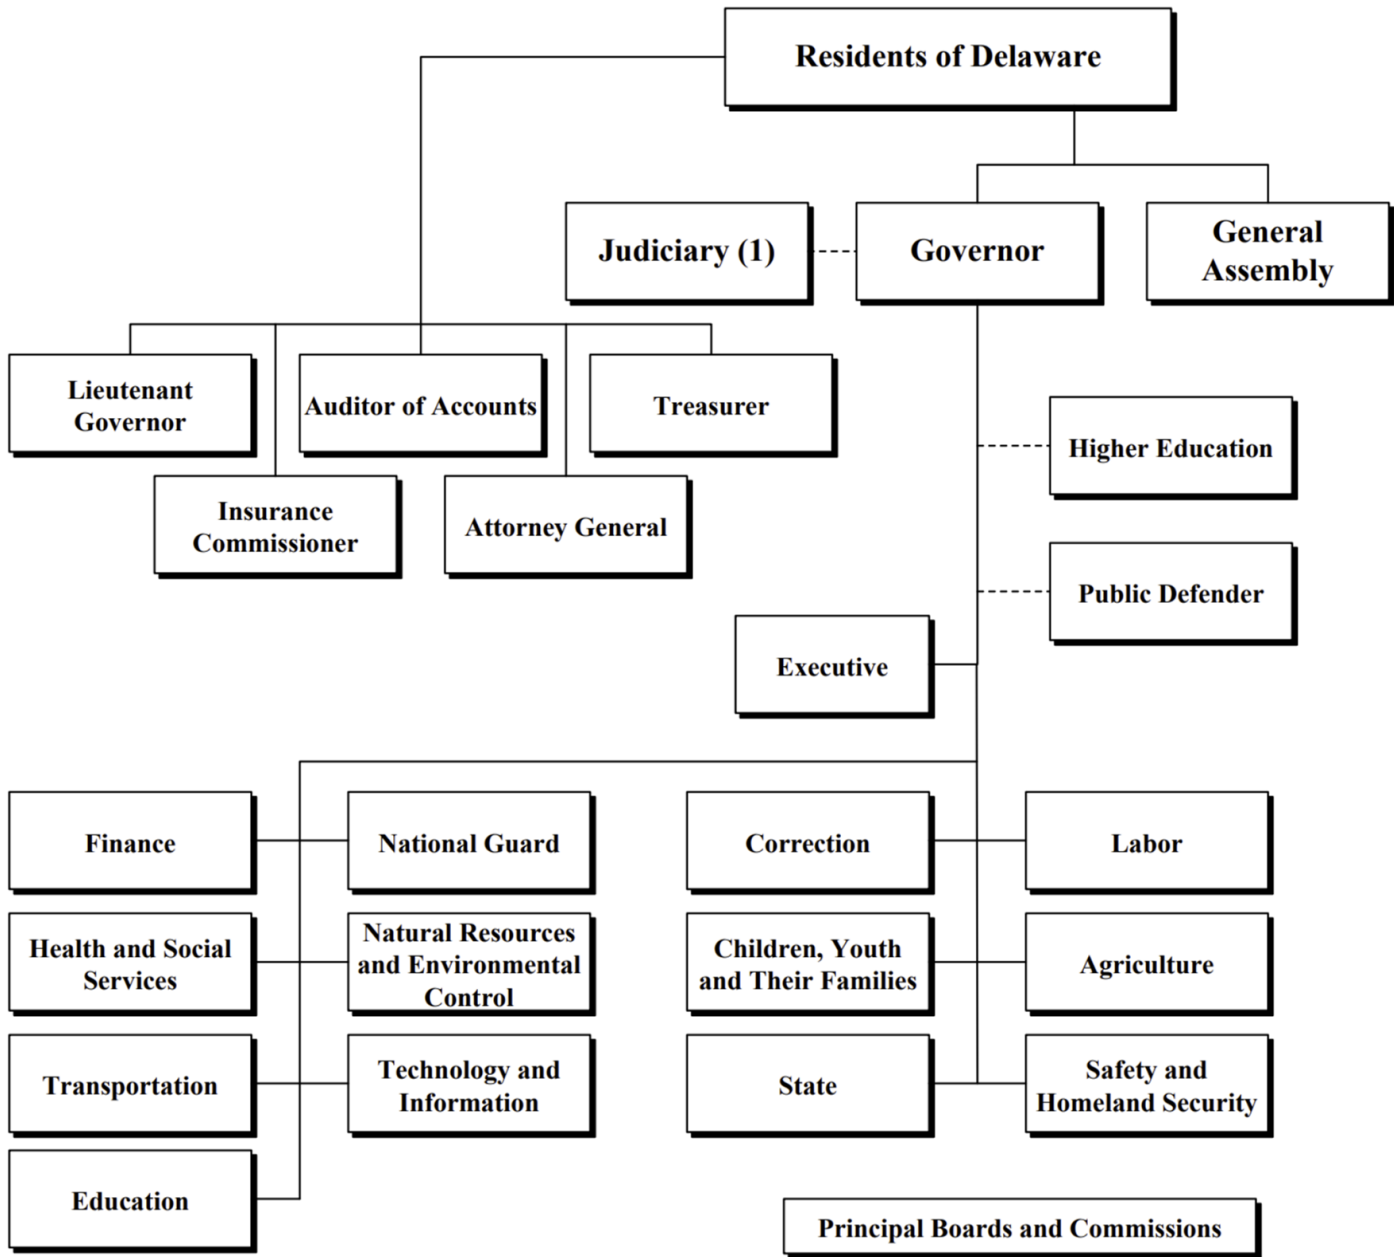 Residents of Delaware
Judiciary (1)
Governor
General
Assembly
Lieutenant
Governor
Auditor of Accounts
Treasurer
Insurance
Commissioner
Attorney General
Higher Education
Public Defender
Executive
Finance
National Guard
Correction
Labor
Health and Social
Services
Natural Resources
and Environmental
Control
Children, Youth
and Their Families
Agriculture
Transportation
Technology and
Information
State
Safety and
Homeland Security
Education
Principal Boards and Commissions